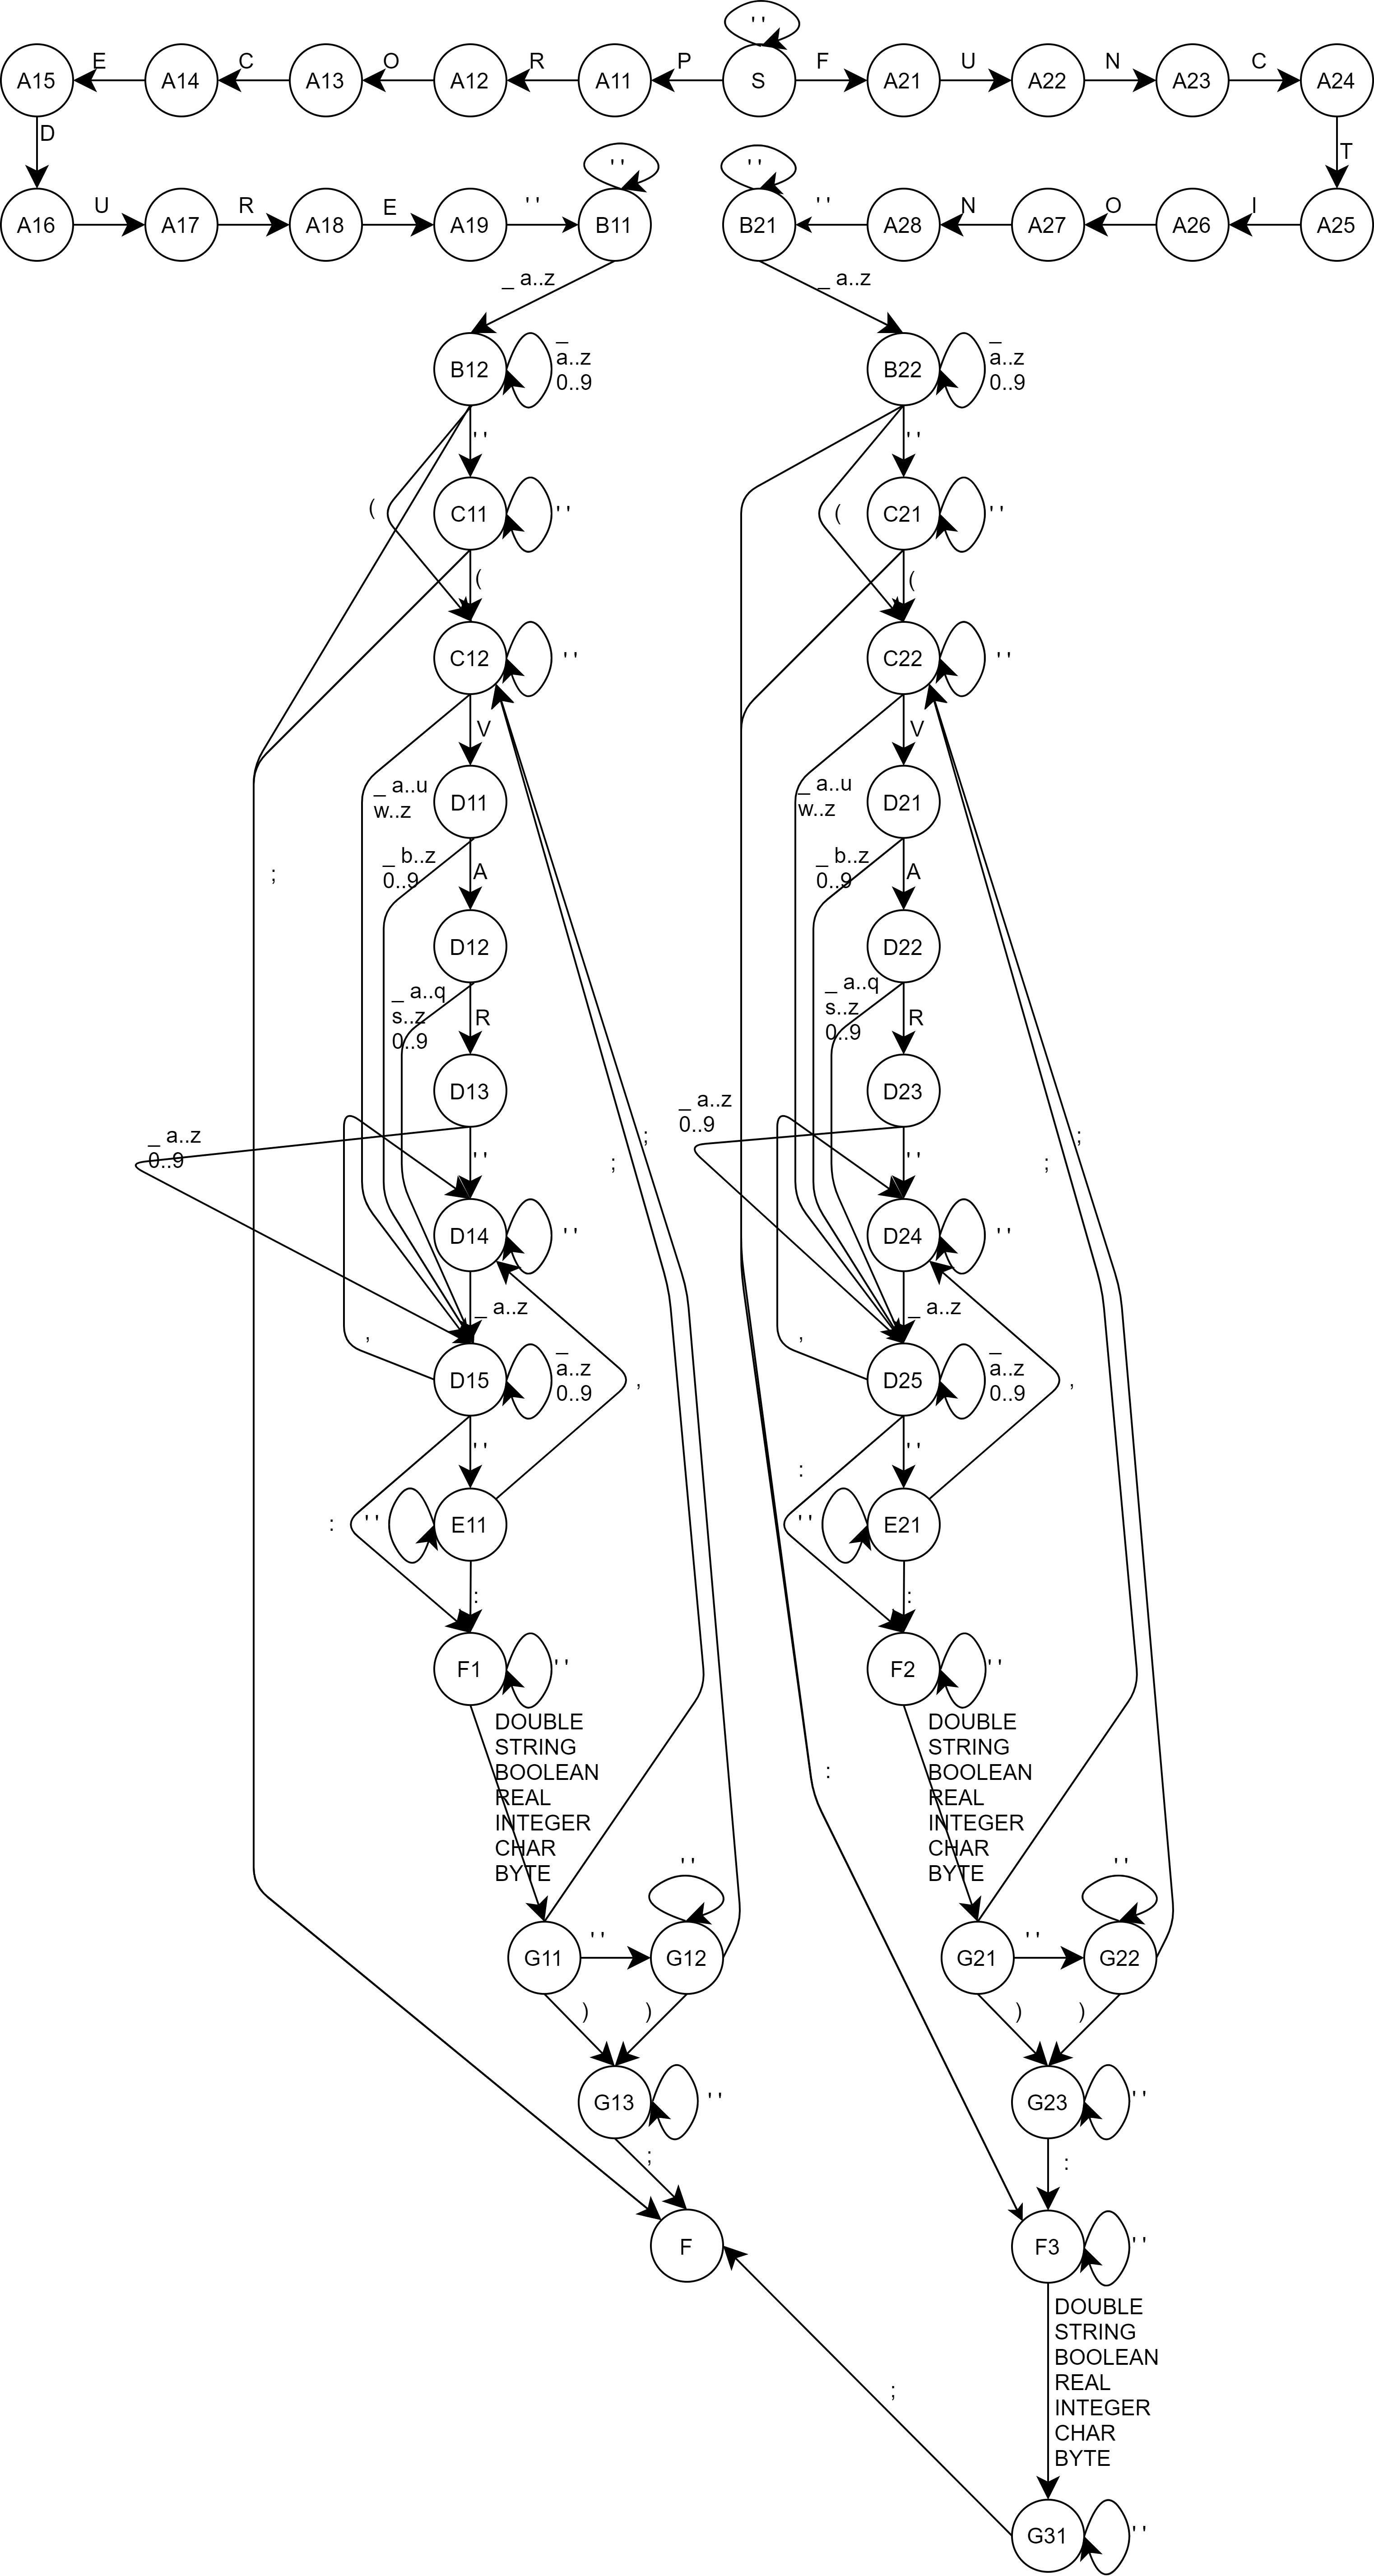 ' '
E
C
O
R
P
F
U
N
C
A15
A14
A13
A12
A11
S
A21
A22
A23
A24
D
T
' '
' '
U
R
E
' '
' '
N
O
I
A16
A17
A18
A19
B11
B21
A28
A27
A26
A25
_ a..z
_ a..z
B12
_
a..z
0..9
B22
_
a..z
0..9
' '
' '
(
C11
' '
(
C21
' '
(
(
C12
' '
C22
' '
V
V
_ a..u
w..z
D11
_ a..u
w..z
D21
_ b..z
0..9
A
;
_ b..z
0..9
A
D12
D22
_ a..q
s..z
0..9
R
_ a..q
s..z
0..9
R
D13
D23
_ a..z
0..9
' '
;
;
_ a..z
0..9
' '
;
;
D14
' '
D24
' '
_ a..z
_ a..z
,
,
D15
_
a..z
0..9
,
D25
_
a..z
0..9
,
' '
:
' '
:
' '
E11
' '
E21
:
:
F1
' '
F2
' '
DOUBLE
STRING
BOOLEAN
REAL
INTEGER
CHAR
BYTE
:
DOUBLE
STRING
BOOLEAN
REAL
INTEGER
CHAR
BYTE
' '
' '
' '
' '
G11
G12
G21
G22
)
)
)
)
G13
' '
G23
' '
;
:
F
F3
' '
DOUBLE
STRING
BOOLEAN
REAL
INTEGER
CHAR
BYTE
;
G31
' '